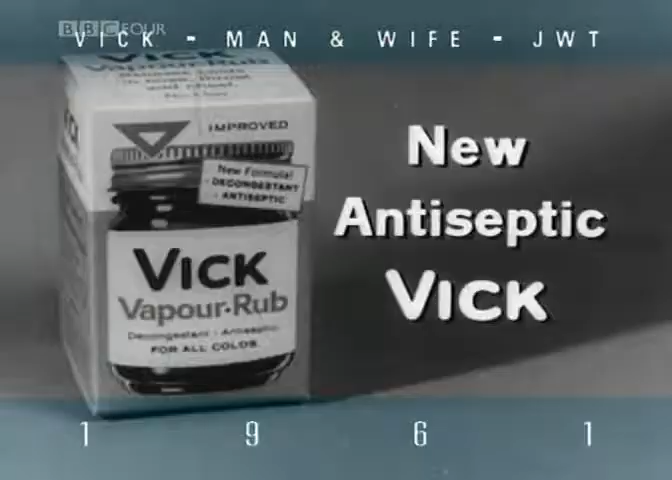 BBC FOUR
VICK - MAN & WIFE - JWT
VICK
Vapour-Rub
IMPROVED
New Formula!
· DECONGESTANT
· ANTISEPTIC
VICK
Vapour·Rub
Decongestant · Antiseptic
FOR ALL COLDS
New
Antiseptic
VICK
1 9 6 1